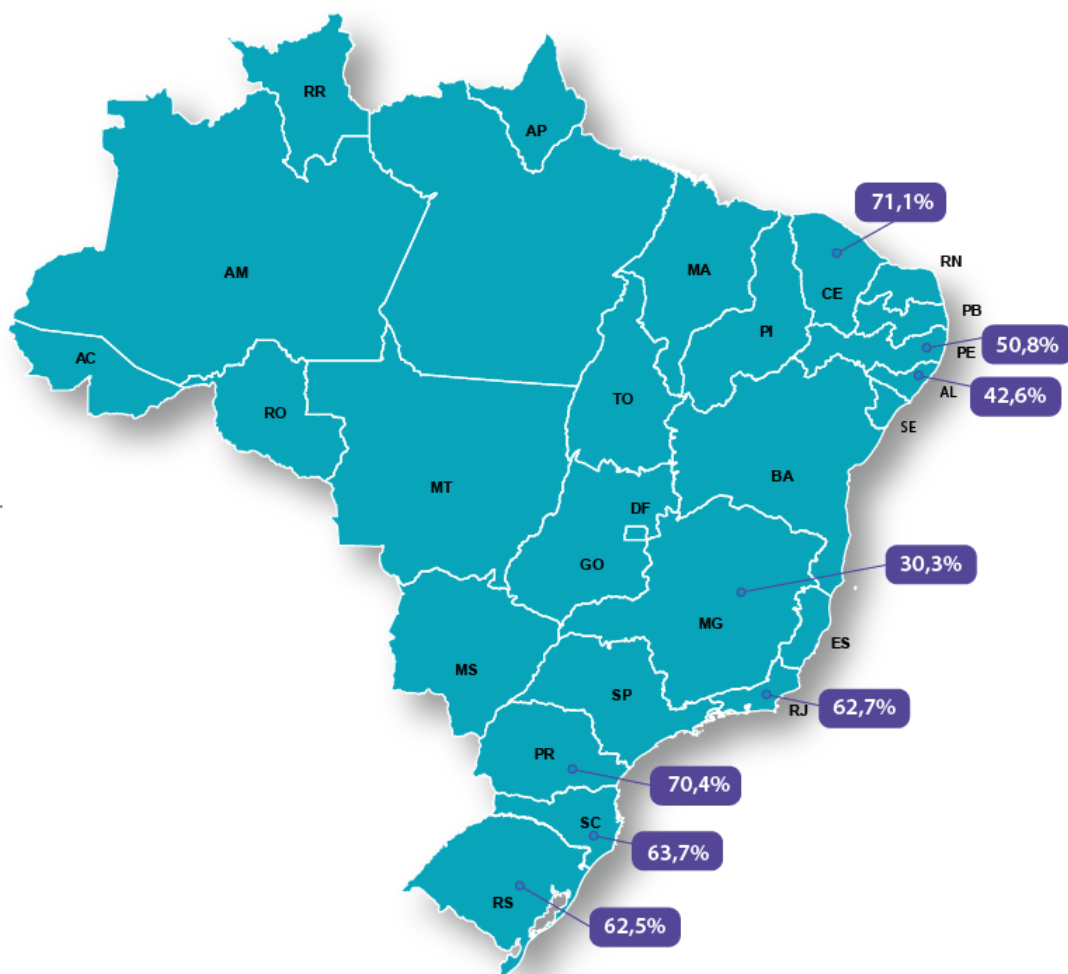 RR
AP
71,1%
RN
AM
MA
CE
PB
PI
50,8%
PE
AC
AL
42,6%
TO
RO
SE
BA
MT
DF
30,3%
GO
MG
ES
MS
SP
62,7%
RJ
PR
70,4%
SC
63,7%
RS
62,5%